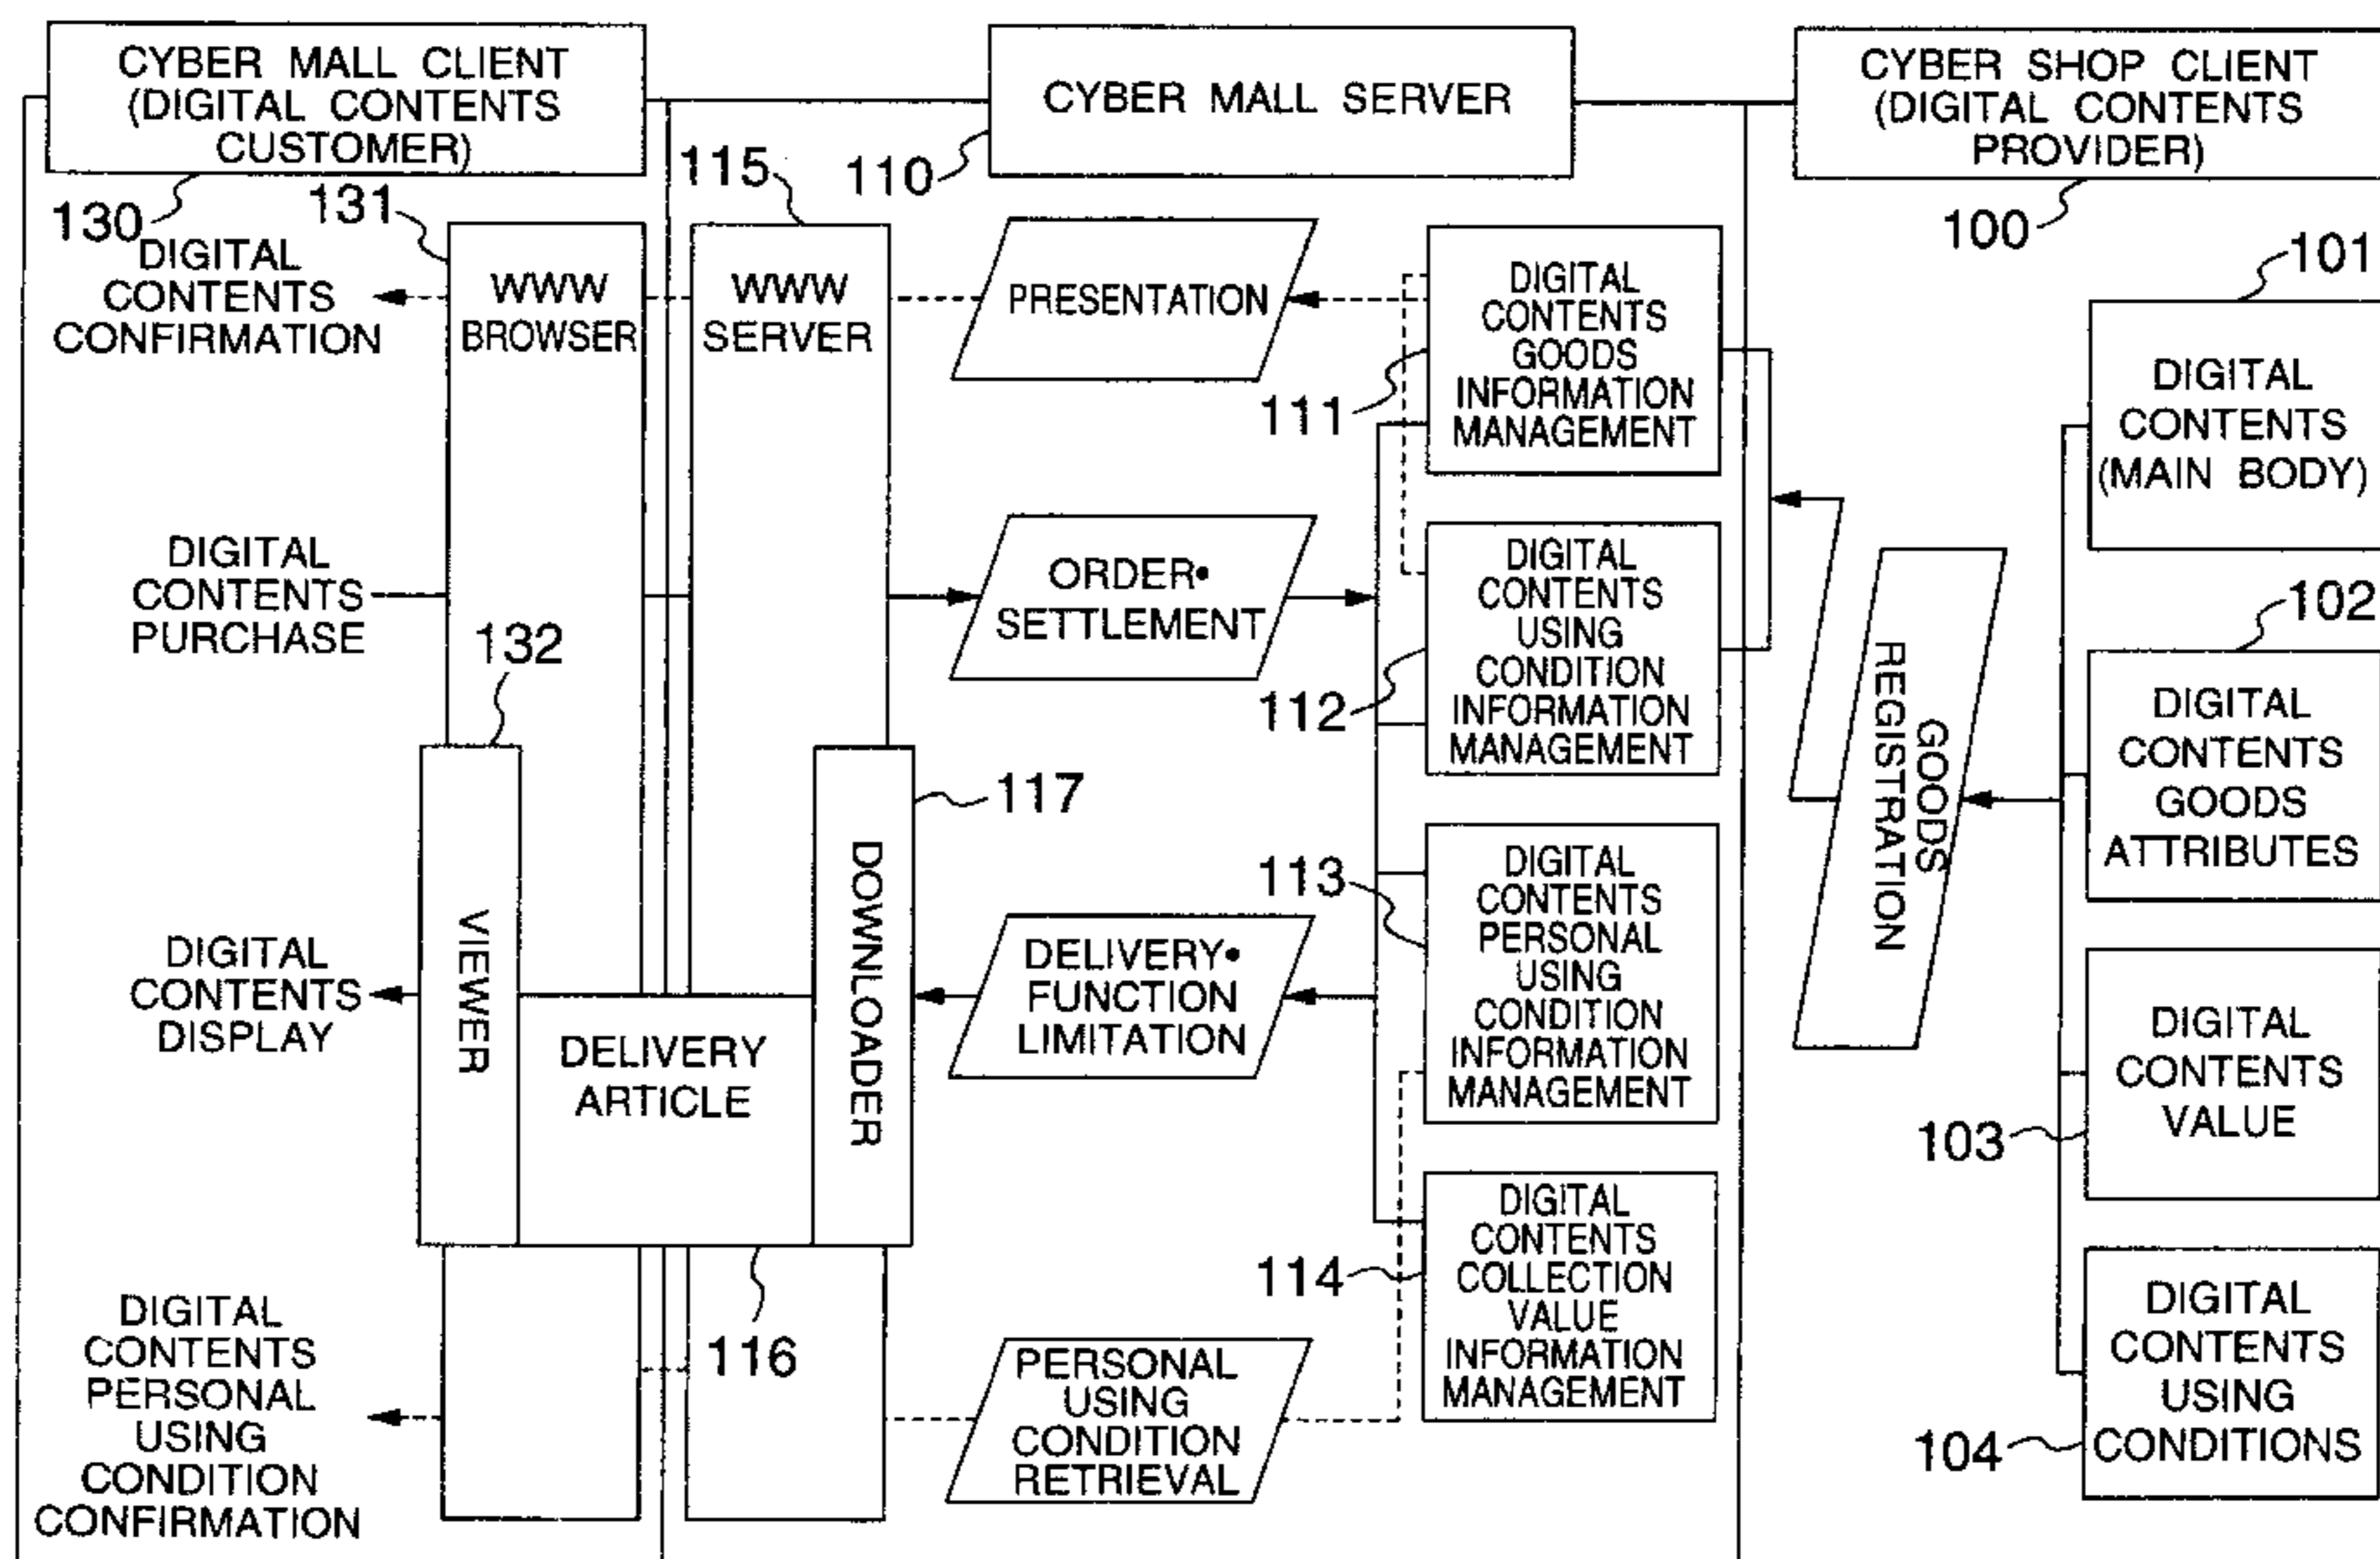 CYBER MALL CLIENT
(DIGITAL CONTENTS
CUSTOMER)
130
CYBER MALL SERVER
110
CYBER SHOP CLIENT
(DIGITAL CONTENTS
PROVIDER)
100
131
WWW
BROWSER
115
WWW
SERVER
DIGITAL
CONTENTS
CONFIRMATION
PRESENTATION
DIGITAL
CONTENTS
GOODS
INFORMATION
MANAGEMENT
111
101
DIGITAL
CONTENTS
(MAIN BODY)
DIGITAL
CONTENTS
PURCHASE
ORDER•
SETTLEMENT
DIGITAL
CONTENTS
USING
CONDITION
INFORMATION
MANAGEMENT
112
GOODS
REGISTRATION
102
DIGITAL
CONTENTS
GOODS
ATTRIBUTES
132
VIEWER
117
DOWNLOADER
DIGITAL
CONTENTS
DISPLAY
DELIVERY
ARTICLE
116
DELIVERY•
FUNCTION
LIMITATION
113
DIGITAL
CONTENTS
PERSONAL
USING
CONDITION
INFORMATION
MANAGEMENT
DIGITAL
CONTENTS
VALUE
103
DIGITAL
CONTENTS
PERSONAL
USING
CONDITION
CONFIRMATION
PERSONAL
USING
CONDITION
RETRIEVAL
114
DIGITAL
CONTENTS
COLLECTION
VALUE
INFORMATION
MANAGEMENT
DIGITAL
CONTENTS
USING
CONDITIONS
104